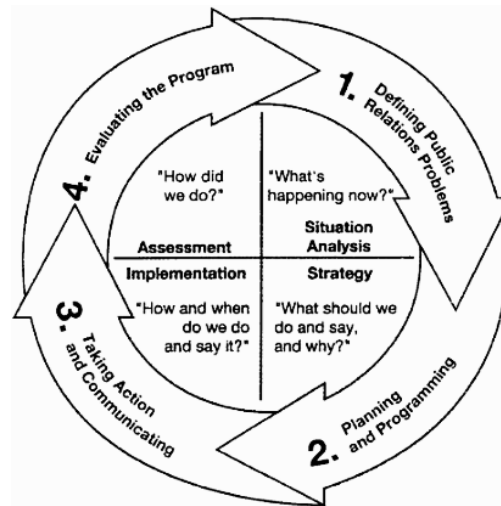 1. Defining Public
Relations Problems
2. Planning
and Programming
3. Taking Action
and Communicating
4. Evaluating the Program
"How did
we do?"
Assessment
"What's
happening now?"
Situation
Analysis
Implementation
"How and when
do we do
and say it?"
Strategy
"What should we
do and say,
and why?"